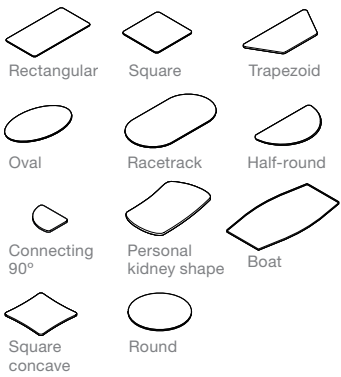 Rectangular
Square
Trapezoid
Oval
Racetrack
Half-round
Connecting
90º
Personal
kidney shape
Boat
Square
concave
Round